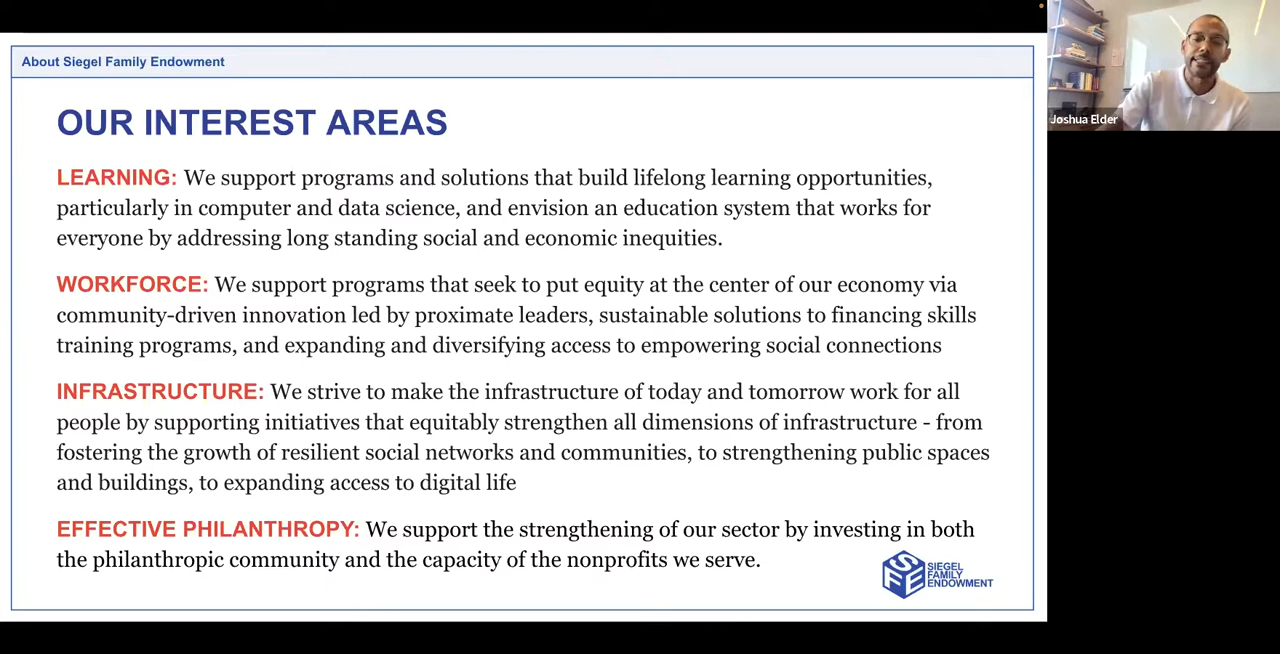 About Siegel Family Endowment
OUR INTEREST AREAS
LEARNING: We support programs and solutions that build lifelong learning opportunities,
particularly in computer and data science, and envision an education system that works for
everyone by addressing long standing social and economic inequities.
WORKFORCE: We support programs that seek to put equity at the center of our economy via
community-driven innovation led by proximate leaders, sustainable solutions to financing skills
training programs, and expanding and diversifying access to empowering social connections
INFRASTRUCTURE: We strive to make the infrastructure of today and tomorrow work for all
people by supporting initiatives that equitably strengthen all dimensions of infrastructure - from
fostering the growth of resilient social networks and communities, to strengthening public spaces
and buildings, to expanding access to digital life
EFFECTIVE PHILANTHROPY: We support the strengthening of our sector by investing in both
the philanthropic community and the capacity of the nonprofits we serve.
SFE
SIEGEL
FAMILY
ENDOWMENT
Joshua Elder